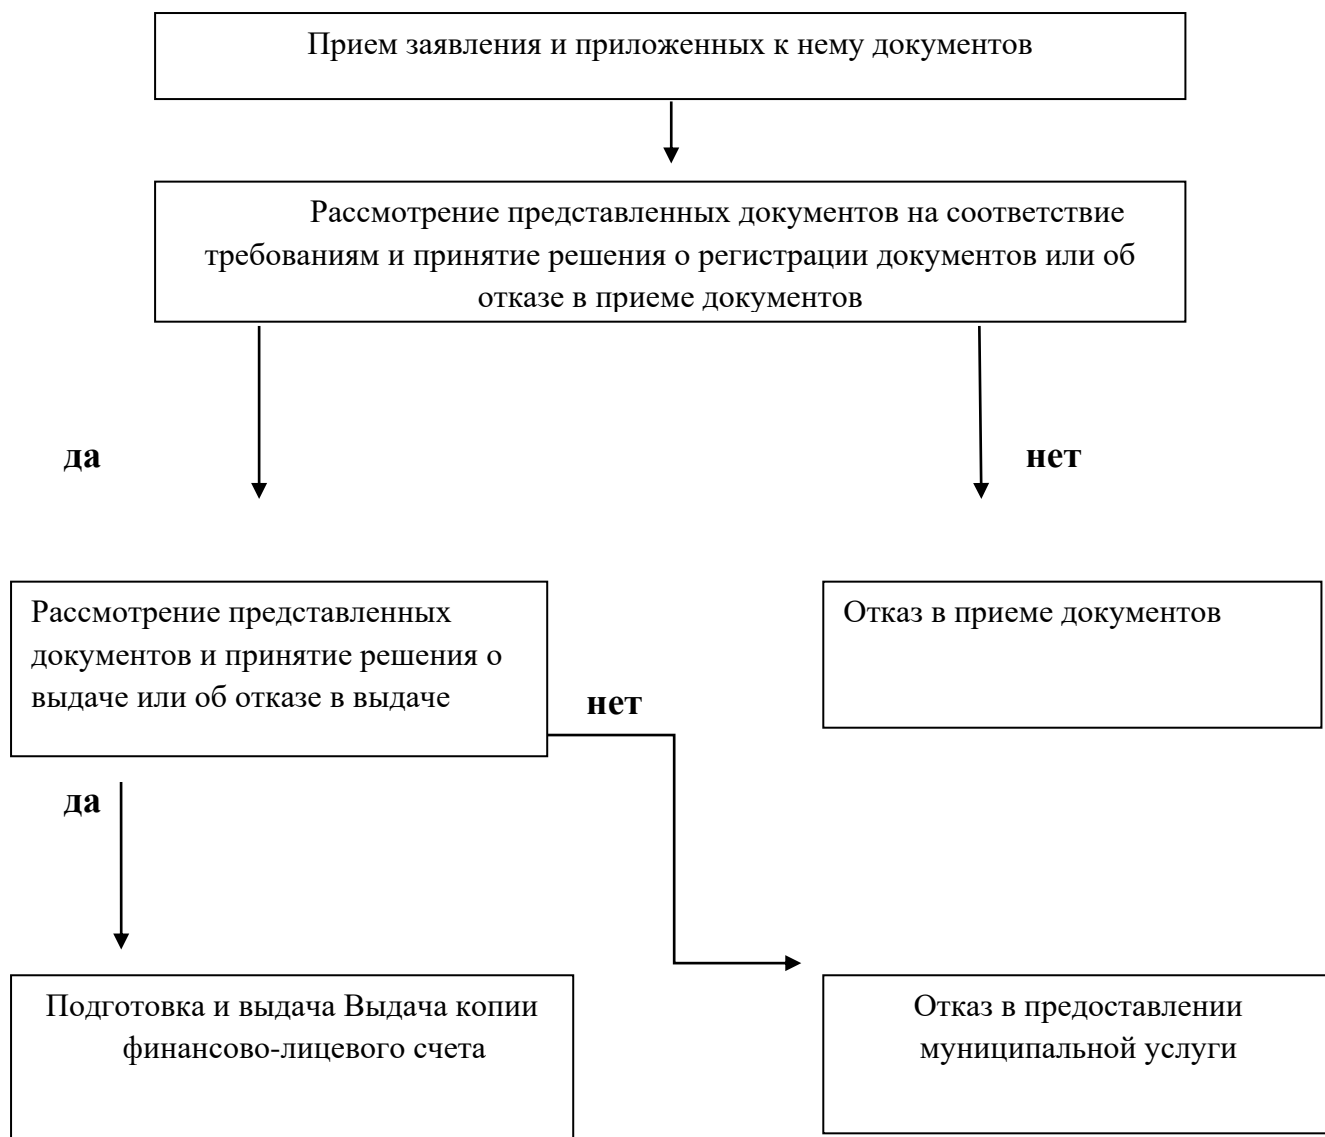 Прием заявления и приложенных к нему документов
Рассмотрение представленных документов на соответствие
требованиям и принятие решения о регистрации документов или об
отказе в приеме документов
да
нет
Рассмотрение представленных
документов и принятие решения о
выдаче или об отказе в выдаче
Отказ в приеме документов
нет
да
Подготовка и выдача Выдача копии
финансово-лицевого счета
Отказ в предоставлении
муниципальной услуги